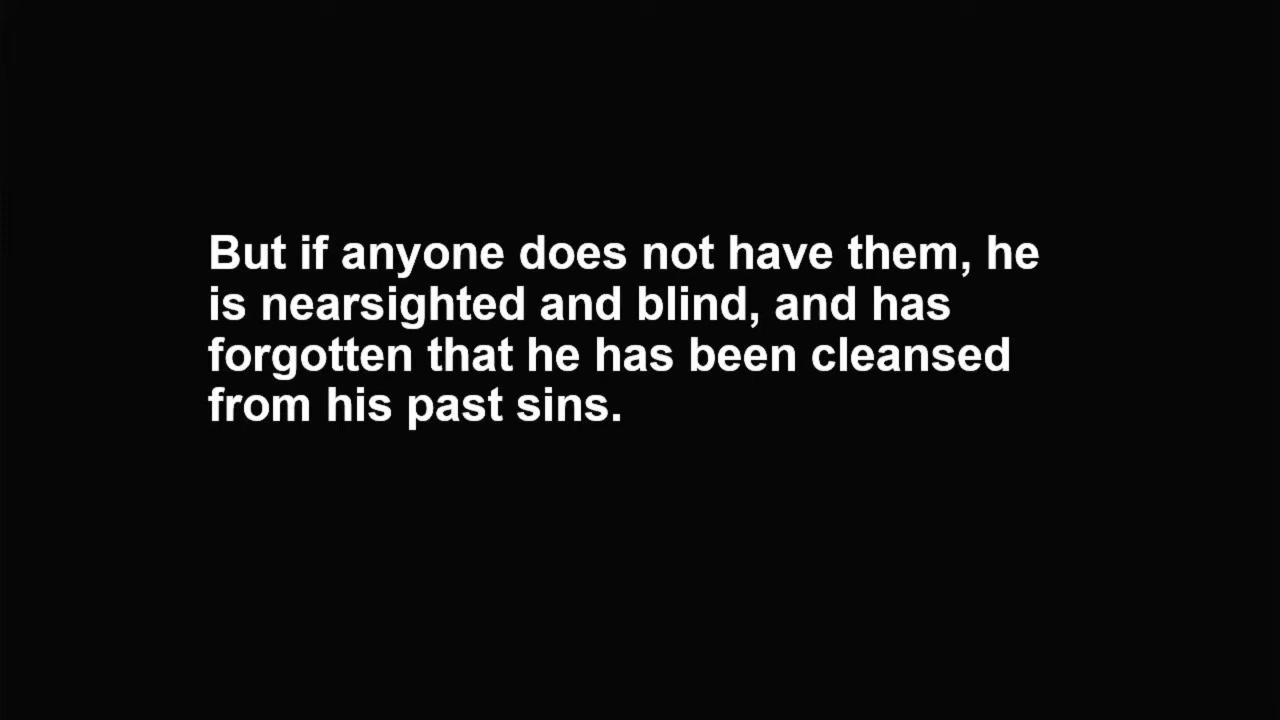 But if anyone does not have them, he
is nearsighted and blind, and has
forgotten that he has been cleansed
from his past sins.